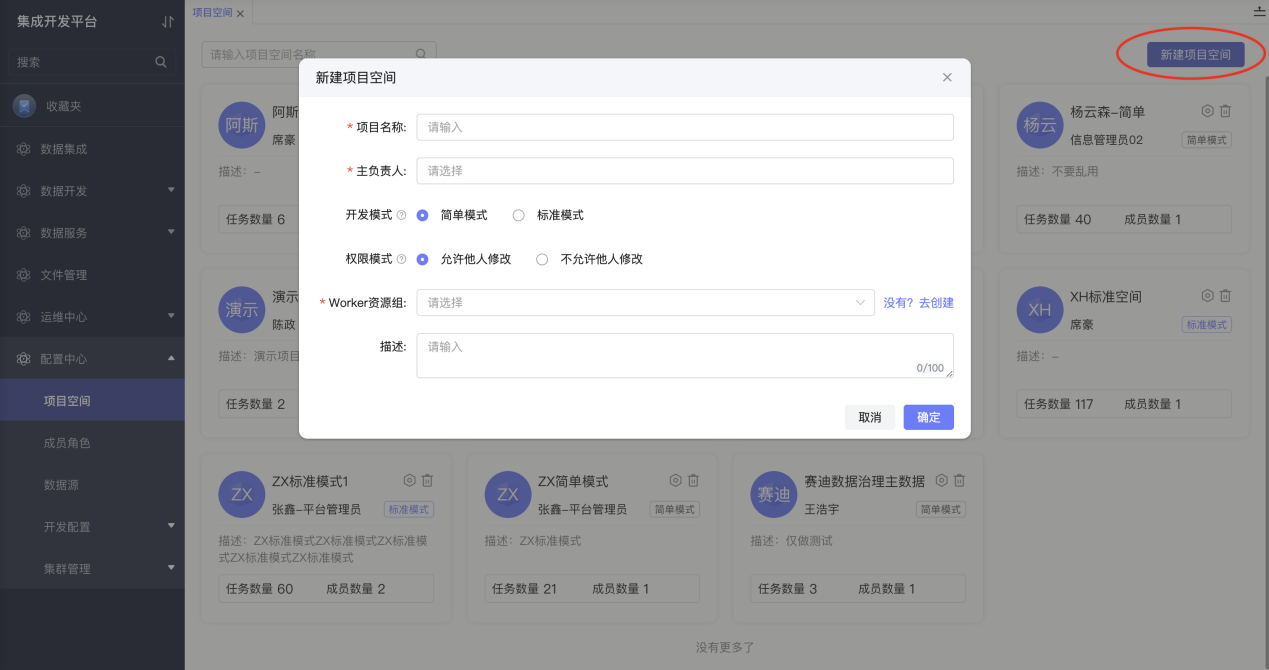 集成开发平台
搜索
收藏夹
数据集成
数据开发
数据服务
文件管理
运维中心
配置中心
项目空间
成员角色
数据源
开发配置
集群管理
项目空间
请输入项目空间名称
新建项目空间
阿斯
阿斯
席豪
描述: -
任务数量 6
杨云
杨云森-简单
信息管理员02
简单模式
描述: 不要乱用
任务数量 40 成员数量 1
演示
演示
陈政
描述: 演示项目
任务数量 2
XH
XH标准空间
席豪
标准模式
描述: -
任务数量 117 成员数量 1
新建项目空间
* 项目名称: 请输入
* 主负责人: 请选择
开发模式 ? 简单模式 标准模式
权限模式 ? 允许他人修改 不允许他人修改
* Worker资源组: 请选择 没有? 去创建
描述: 请输入
0/100
取消 确定
ZX
ZX标准模式1
张鑫-平台管理员
标准模式
描述: ZX标准模式ZX标准模式ZX标准模
式ZX标准模式ZX标准模式
任务数量 60 成员数量 2
ZX
ZX简单模式
张鑫-平台管理员
简单模式
描述: ZX标准模式
任务数量 21 成员数量 1
赛迪
赛迪数据治理主数据
王浩宇
简单模式
描述: 仅做测试
任务数量 3 成员数量 1
没有更多了